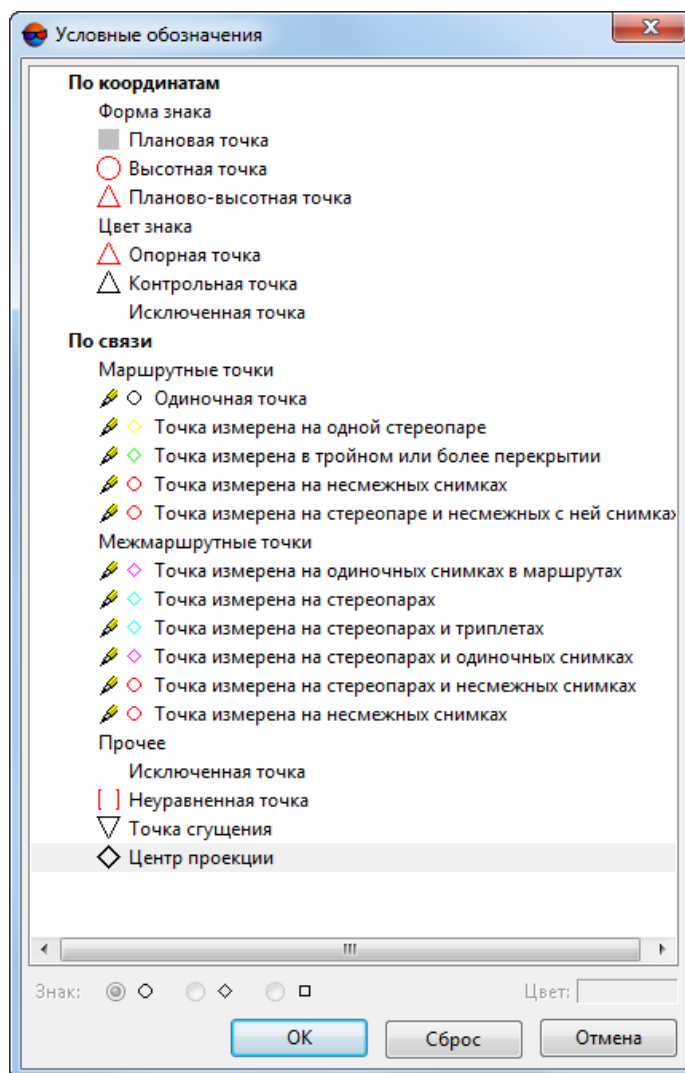 Условные обозначения
По координатам
Форма знака
Плановая точка
Высотная точка
Планово-высотная точка
Цвет знака
Опорная точка
Контрольная точка
Исключенная точка
По связи
Маршрутные точки
Одиночная точка
Точка измерена на одной стереопаре
Точка измерена в тройном или более перекрытии
Точка измерена на несмежных снимках
Точка измерена на стереопаре и несмежных с ней снимках
Межмаршрутные точки
Точка измерена на одиночных снимках в маршрутах
Точка измерена на стереопарах
Точка измерена на стереопарах и триплетах
Точка измерена на стереопарах и одиночных снимках
Точка измерена на стереопарах и несмежных снимках
Точка измерена на несмежных снимках
Прочее
Исключенная точка
Неуравненная точка
Точка сгущения
Центр проекции
Знак: Цвет:
ОК Сброс Отмена